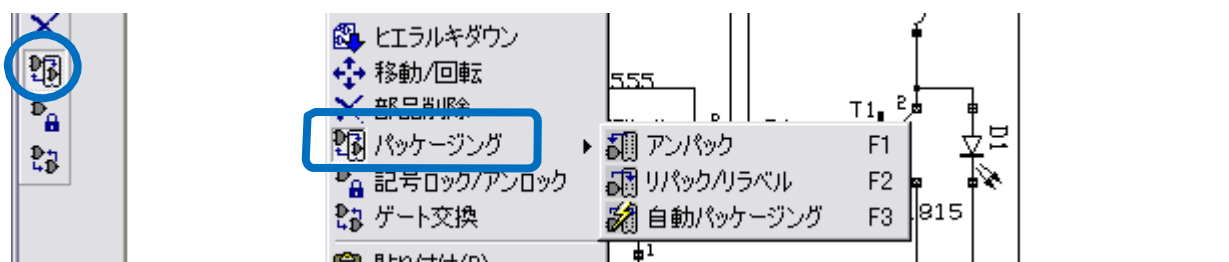 ヒエラルキダウン
移動/回転
部品削除
パッケージング
記号ロック/アンロック
ゲート交換
アンパック F1
リパック/リラベル F2
自動パッケージング F3
555
T1
2
D1
815
1